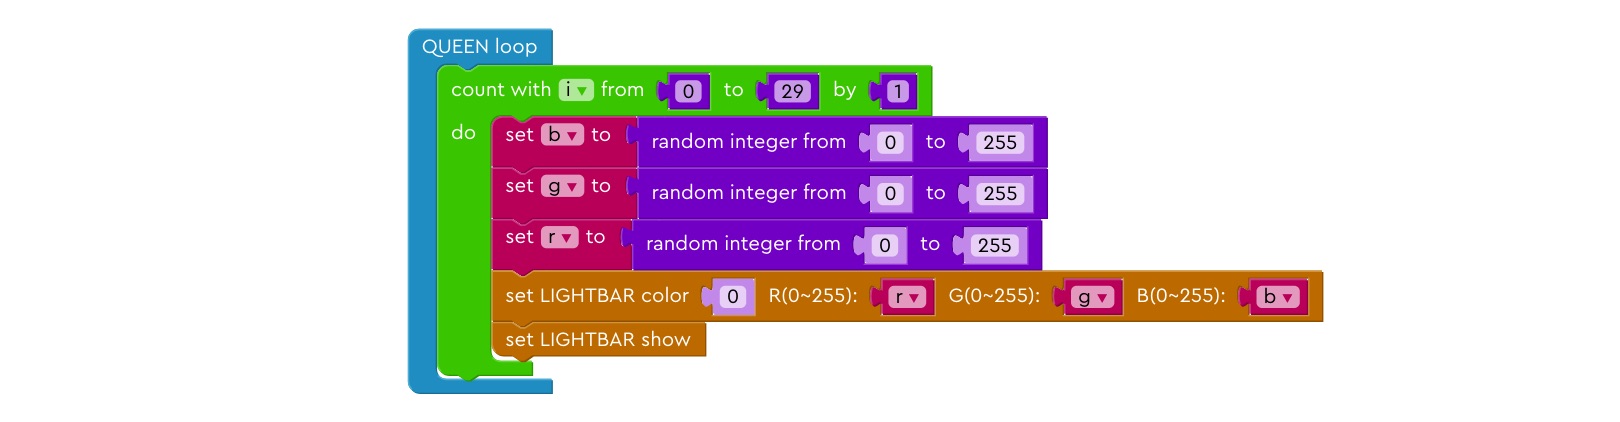 QUEEN loop
count with i ▼ from 0 to 29 by 1
do
set b ▼ to random integer from 0 to 255
set g ▼ to random integer from 0 to 255
set r ▼ to random integer from 0 to 255
set LIGHTBAR color 0 R(0~255): r ▼ G(0~255): g ▼ B(0~255): b ▼
set LIGHTBAR show